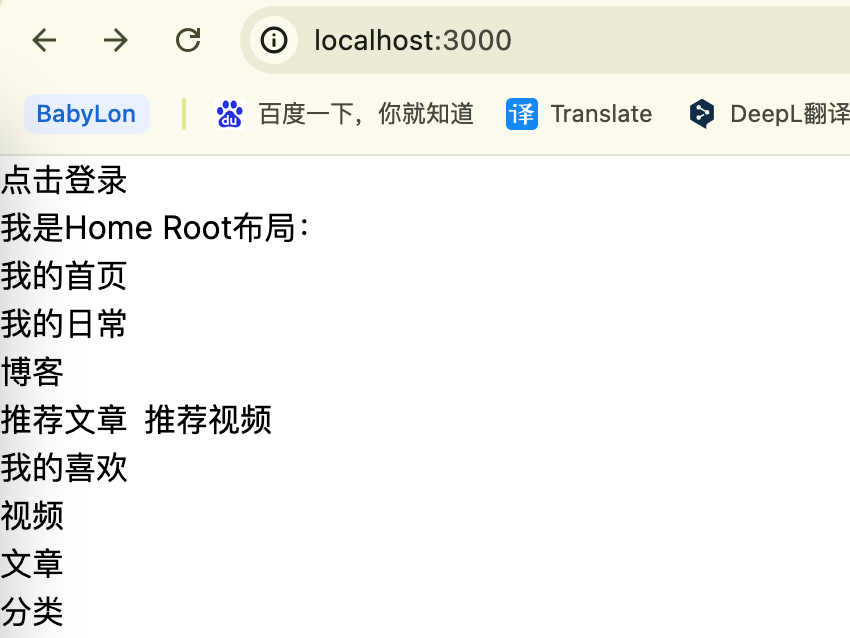 localhost:3000
BabyLon 百度一下，你就知道 译 Translate DeepL翻译
点击登录
我是Home Root布局：
我的首页
我的日常
博客
推荐文章 推荐视频
我的喜欢
视频
文章
分类